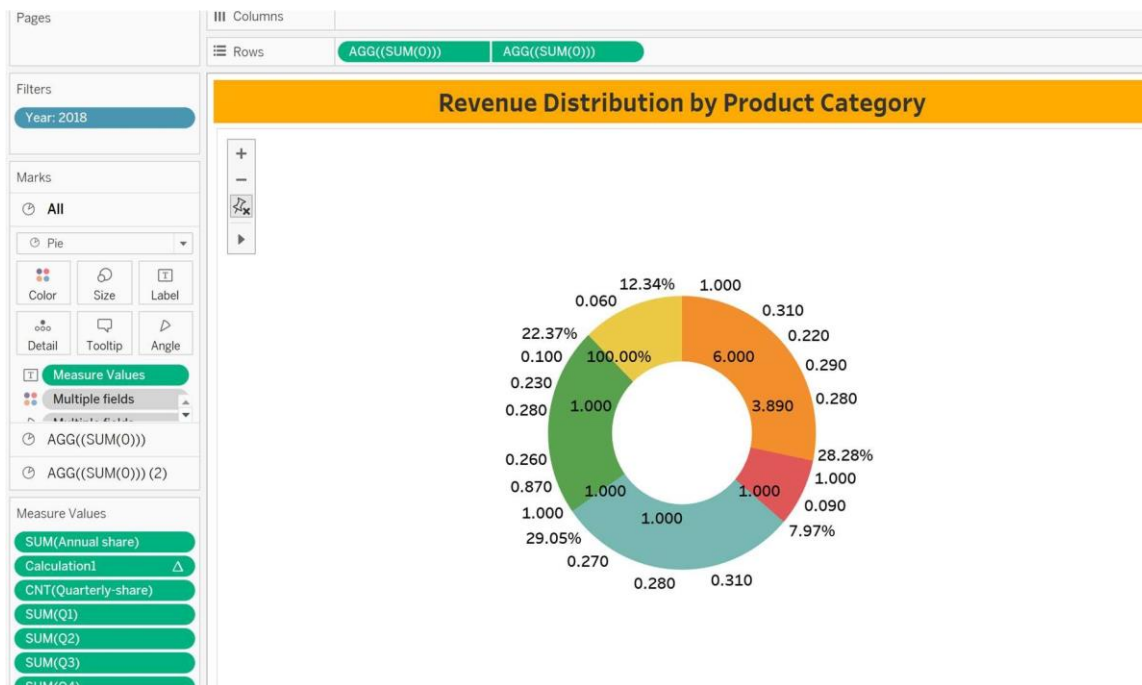 Pages
Columns
Rows
AGG((SUM(0)))
AGG((SUM(0)))
Filters
Year: 2018
Marks
All
Pie
Color
Size
Label
Detail
Tooltip
Angle
Measure Values
Multiple fields
Multiple fields
AGG((SUM(0)))
AGG((SUM(0))) (2)
Measure Values
SUM(Annual share)
Calculation1
CNT(Quarterly-share)
SUM(Q1)
SUM(Q2)
SUM(Q3)
SUM(Q4)
Revenue Distribution by Product Category
12.34%
1.000
0.060
0.310
22.37%
0.220
0.100
100.00%
6.000
0.290
0.230
0.280
0.280
1.000
3.890
0.260
28.28%
0.870
1.000
1.000
1.000
1.000
1.000
0.090
29.05%
7.97%
0.270
0.280
0.310